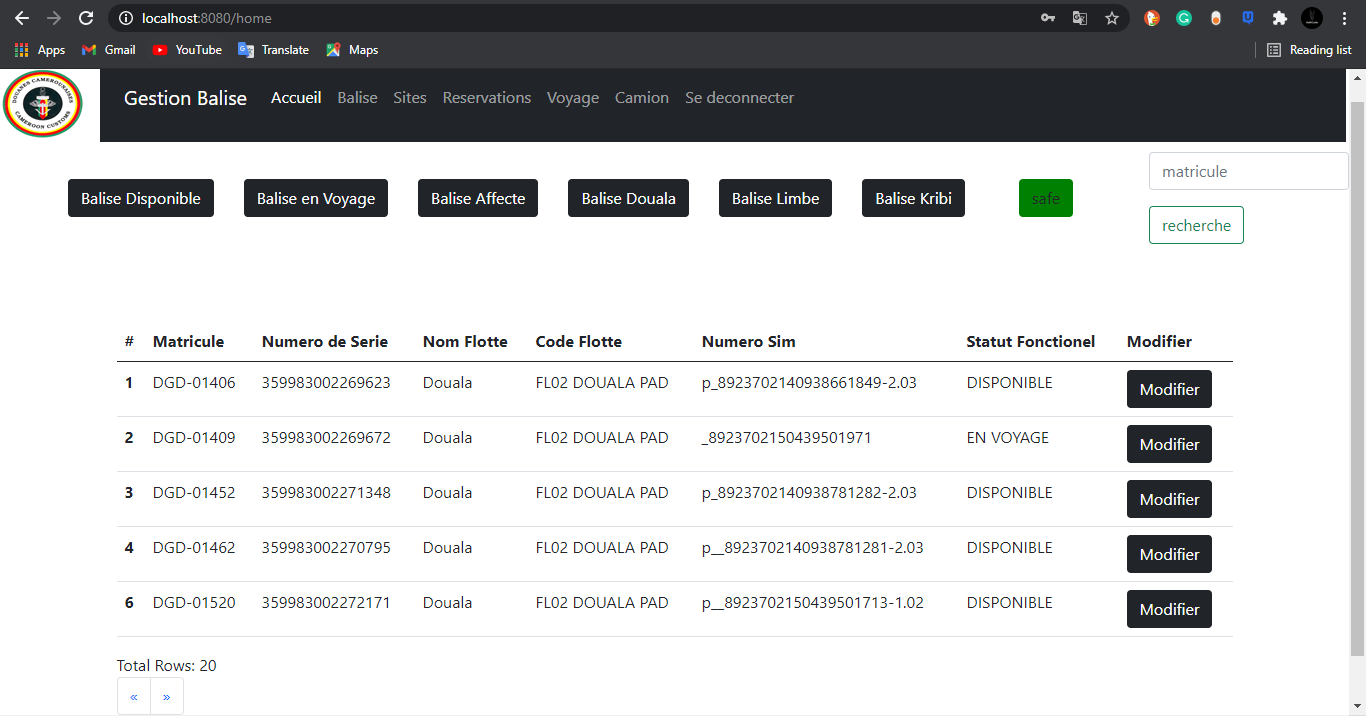 localhost:8080/home
Apps Gmail YouTube Translate Maps Reading list
DOUANES CAMEROUNAISES
CAMEROON CUSTOMS
Gestion Balise Accueil Balise Sites Reservations Voyage Camion Se deconnecter
matricule
Balise Disponible Balise en Voyage Balise Affecte Balise Douala Balise Limbe Balise Kribi safe
recherche
# Matricule Numero de Serie Nom Flotte Code Flotte Numero Sim Statut Fonctionel Modifier
1 DGD-01406 359983002269623 Douala FL02 DOUALA PAD p_8923702140938661849-2.03 DISPONIBLE Modifier
2 DGD-01409 359983002269672 Douala FL02 DOUALA PAD _8923702150439501971 EN VOYAGE Modifier
3 DGD-01452 359983002271348 Douala FL02 DOUALA PAD p_8923702140938781282-2.03 DISPONIBLE Modifier
4 DGD-01462 359983002270795 Douala FL02 DOUALA PAD p__8923702140938781281-2.03 DISPONIBLE Modifier
6 DGD-01520 359983002272171 Douala FL02 DOUALA PAD p__8923702150439501713-1.02 DISPONIBLE Modifier
Total Rows: 20
« »